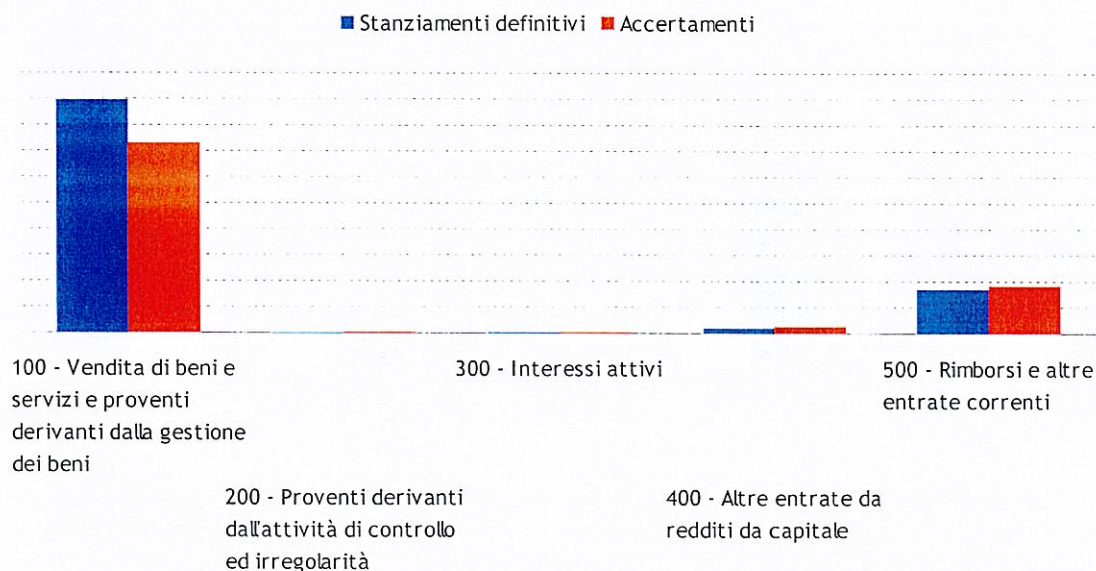 Stanziamenti definitivi Accertamenti
100 - Vendita di beni e
servizi e proventi
derivanti dalla gestione
dei beni
200 - Proventi derivanti
dall'attività di controllo
ed irregolarità
300 - Interessi attivi
400 - Altre entrate da
redditi da capitale
500 - Rimborsi e altre
entrate correnti